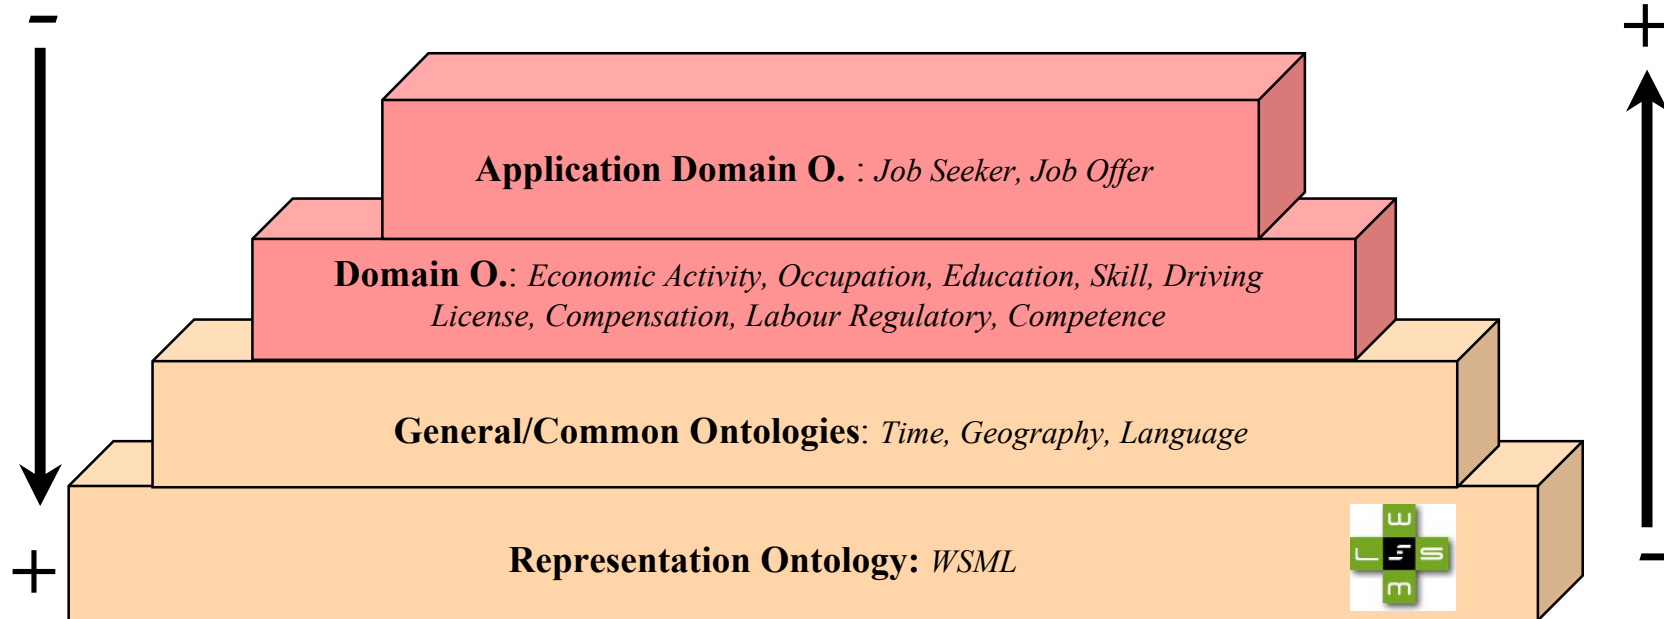 -
+
Application Domain O. : Job Seeker, Job Offer
Domain O.: Economic Activity, Occupation, Education, Skill, Driving
License, Compensation, Labour Regulatory, Competence
General/Common Ontologies: Time, Geography, Language
Representation Ontology: WSML
W
L S
m
+
-